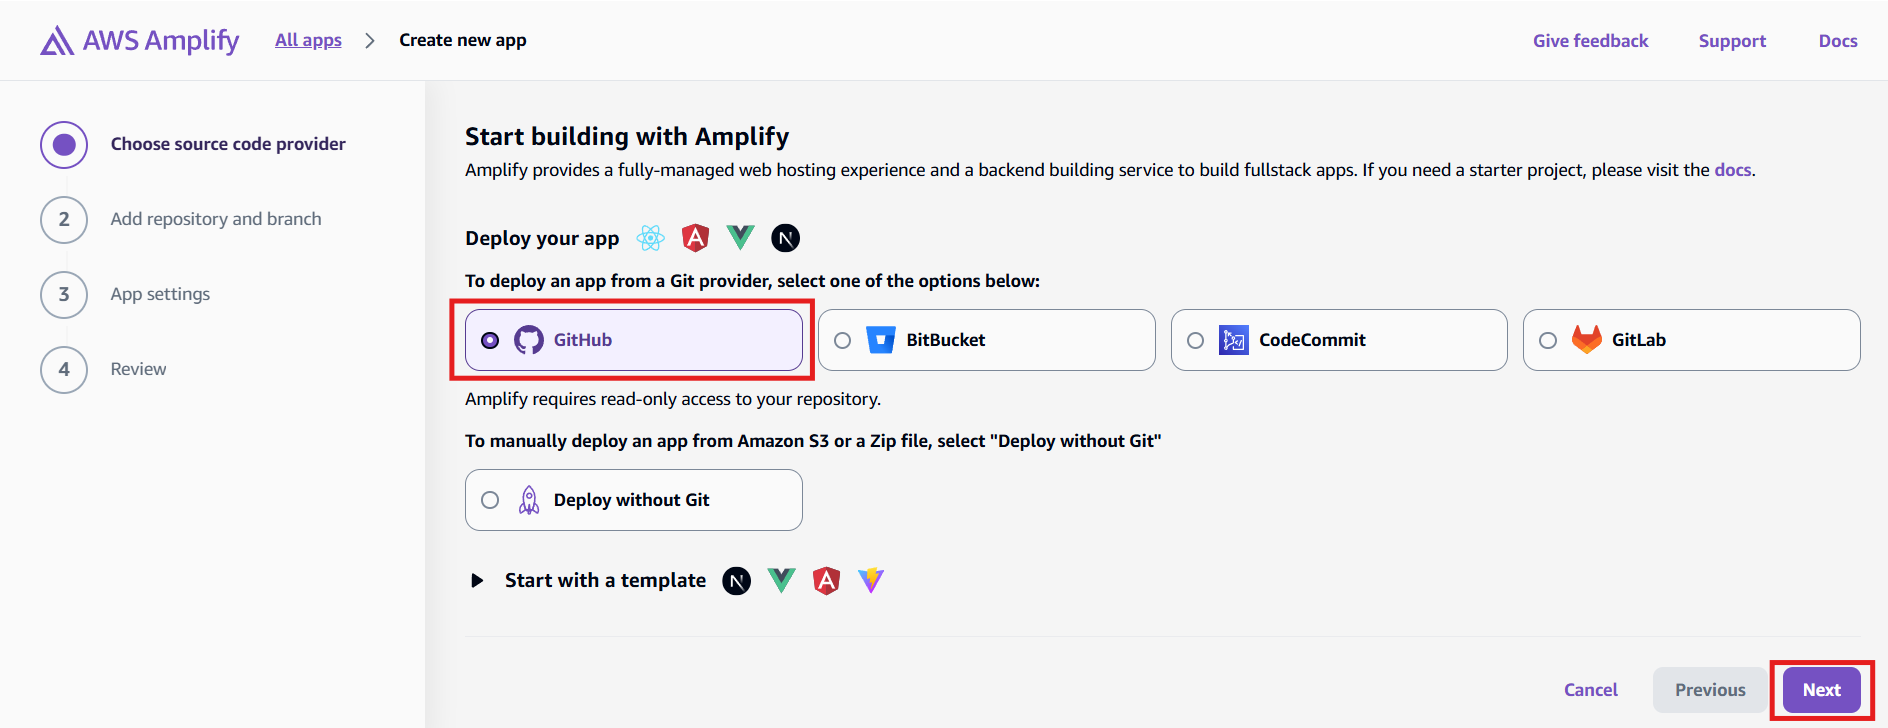 AWS Amplify All apps Create new app Give feedback Support Docs
Choose source code provider
2 Add repository and branch
3 App settings
4 Review
Start building with Amplify
Amplify provides a fully-managed web hosting experience and a backend building service to build fullstack apps. If you need a starter project, please visit the docs.
Deploy your app N
To deploy an app from a Git provider, select one of the options below:
GitHub BitBucket CodeCommit GitLab
Amplify requires read-only access to your repository.
To manually deploy an app from Amazon S3 or a Zip file, select "Deploy without Git"
Deploy without Git
Start with a template N
Cancel Previous Next